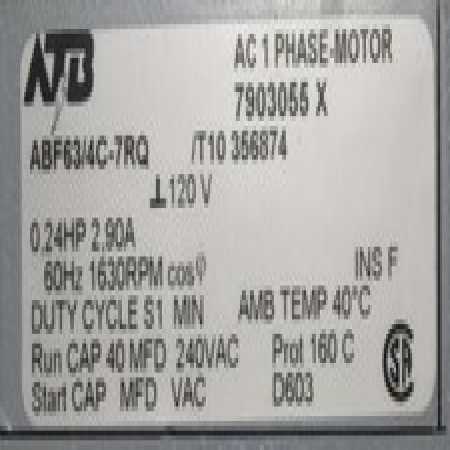 ATB
AC 1 PHASE-MOTOR
7903055 X
ABF63/4C-7RQ /T10 356874
⊥ 120 V
0.24HP 2.90A
60Hz 1630RPM cosφ INS F
DUTY CYCLE S1 MIN AMB TEMP 40°C
Run CAP 40 MFD 240VAC Prot 160 C
Start CAP MFD VAC D603
SA